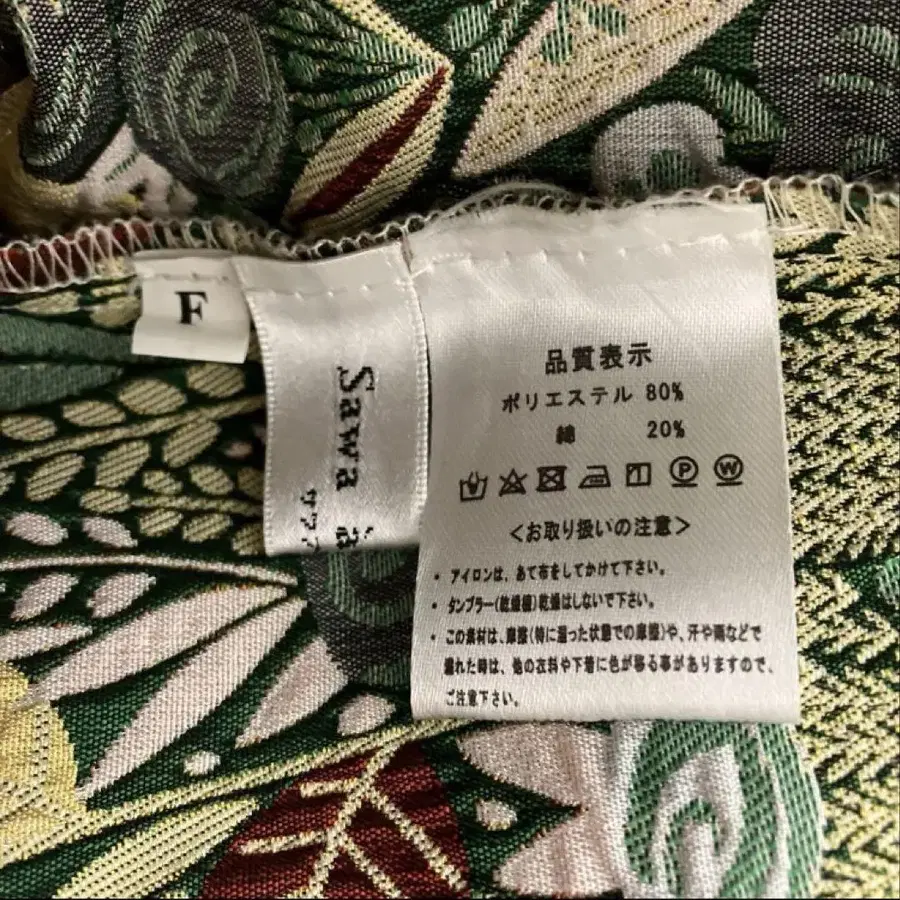 F
Sawa a
品質表示
ポリエステル 80%
綿 20%
P W
<お取り扱いの注意>
・アイロンは、あて布をしてかけて下さい。
・タンブラー(乾燥機)乾燥はしないで下さい。
・この素材は、摩擦(特に湿った状態での摩擦)や、汗や雨などで
濡れた時は、他の衣料や下着に色が移る事がありますので、
ご注意下さい。